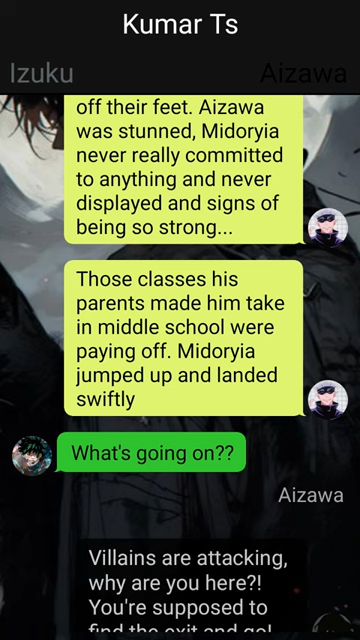 Kumar Ts
Izuku
Aizawa
off their feet. Aizawa
was stunned, Midoryia
never really committed
to anything and never
displayed and signs of
being so strong...
Those classes his
parents made him take
in middle school were
paying off. Midoryia
jumped up and landed
swiftly
What's going on??
Aizawa
Villains are attacking,
why are you here?!
You're supposed to
find the exit and go!